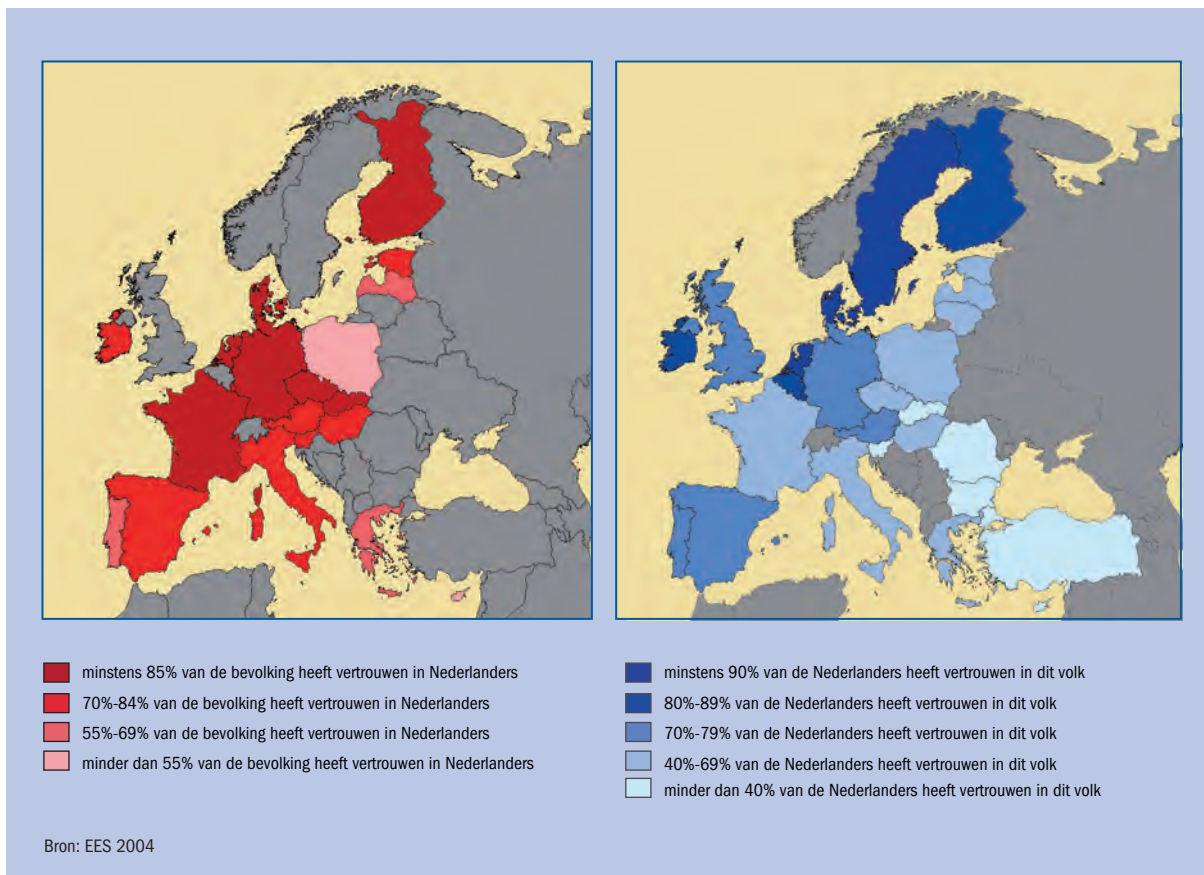 minstens 85% van de bevolking heeft vertrouwen in Nederlanders
70%-84% van de bevolking heeft vertrouwen in Nederlanders
55%-69% van de bevolking heeft vertrouwen in Nederlanders
minder dan 55% van de bevolking heeft vertrouwen in Nederlanders
minstens 90% van de Nederlanders heeft vertrouwen in dit volk
80%-89% van de Nederlanders heeft vertrouwen in dit volk
70%-79% van de Nederlanders heeft vertrouwen in dit volk
40%-69% van de Nederlanders heeft vertrouwen in dit volk
minder dan 40% van de Nederlanders heeft vertrouwen in dit volk
Bron: EES 2004